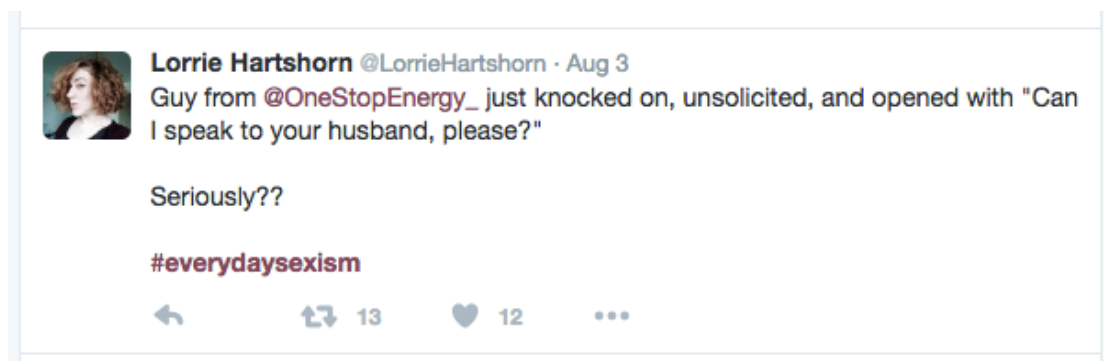 Lorrie Hartshorn @LorrieHartshorn · Aug 3
Guy from @OneStopEnergy_ just knocked on, unsolicited, and opened with "Can
I speak to your husband, please?"
Seriously??
#everydaysexism
13 12